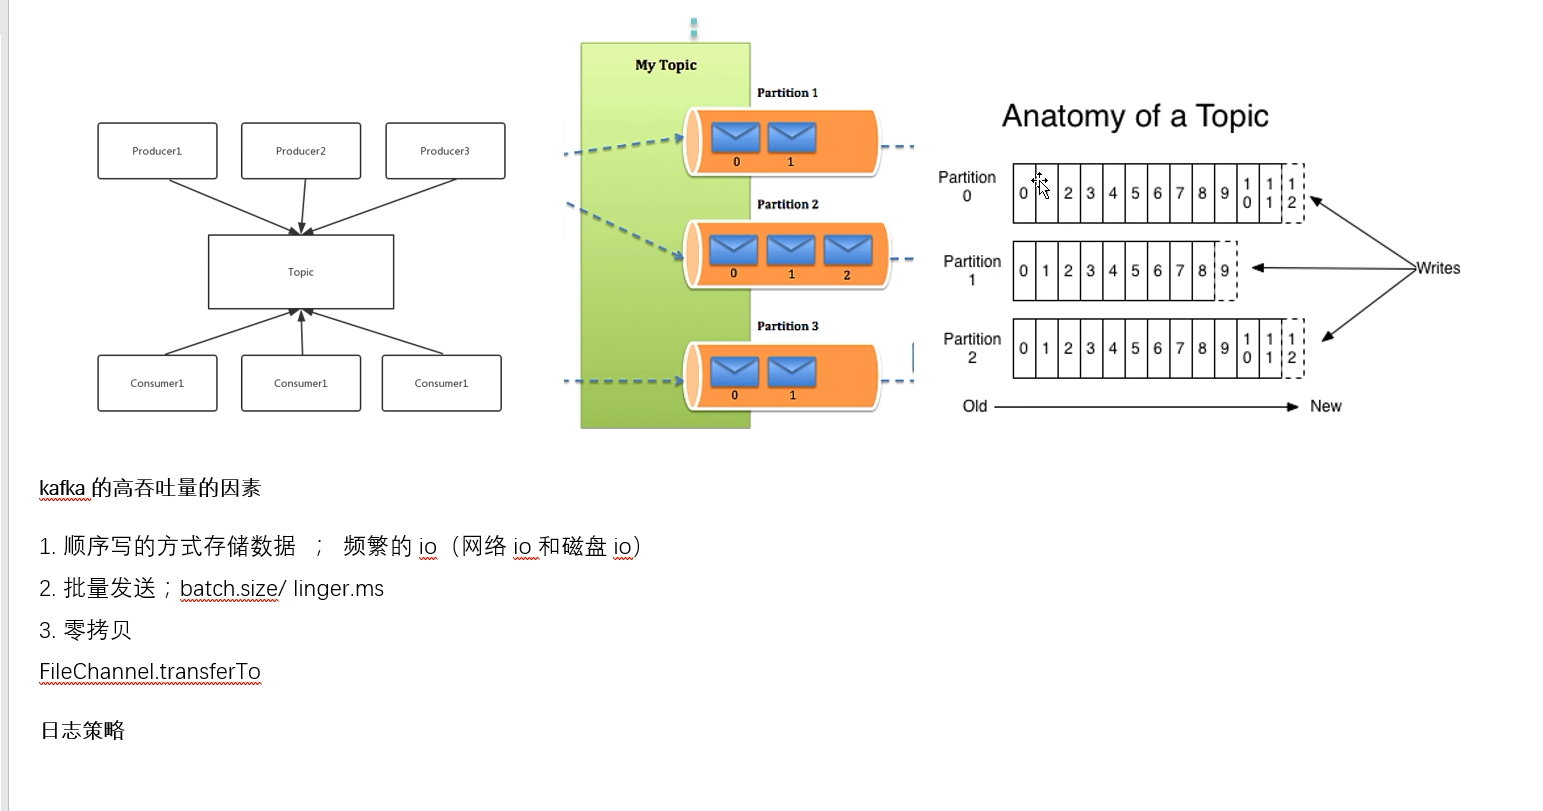 Producer1
Producer2
Producer3
Topic
Consumer1
Consumer1
Consumer1
My Topic
Partition 1
0 1
Partition 2
0 1 2
Partition 3
0 1
Anatomy of a Topic
Partition 0
0 2 3 4 5 6 7 8 9 10 11 12
Partition 1
0 1 2 3 4 5 6 7 8 9
Partition 2
0 1 2 3 4 5 6 7 8 9 10 11 12
Writes
Old
New
kafka 的高吞吐量的因素
1. 顺序写的方式存储数据 ； 频繁的 io（网络 io 和磁盘 io）
2. 批量发送；batch.size/ linger.ms
3. 零拷贝
FileChannel.transferTo
日志策略